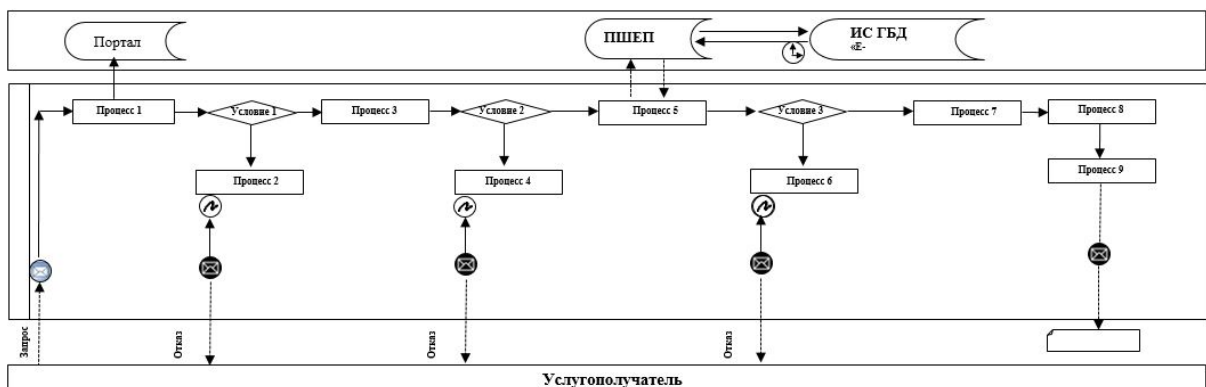 Портал
ПШЕП
ИС ГБД
«Е-
Процесс 1
Условие 1
Процесс 3
Условие 2
Процесс 5
Условие 3
Процесс 7
Процесс 8
Процесс 2
Процесс 4
Процесс 6
Процесс 9
Запрос
Отказ
Отказ
Отказ
Услугополучатель